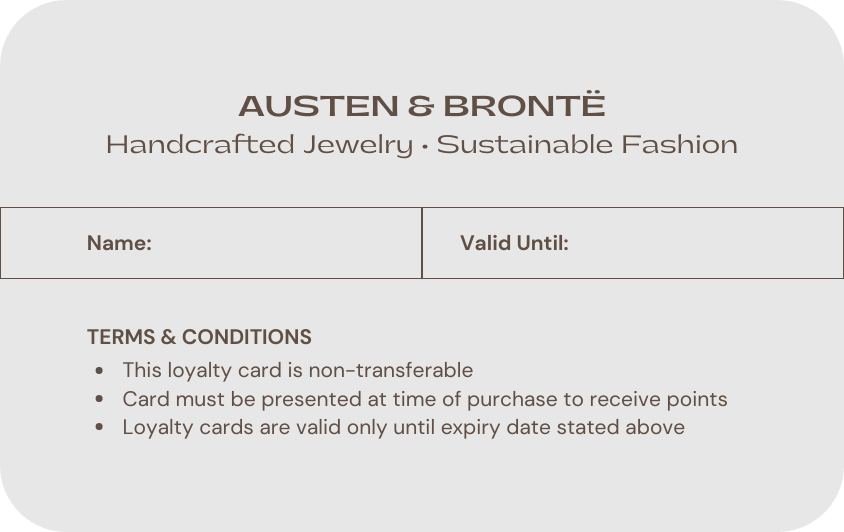 AUSTEN & BRONTË
Handcrafted Jewelry • Sustainable Fashion
Name:
Valid Until:
TERMS & CONDITIONS
• This loyalty card is non-transferable
• Card must be presented at time of purchase to receive points
• Loyalty cards are valid only until expiry date stated above